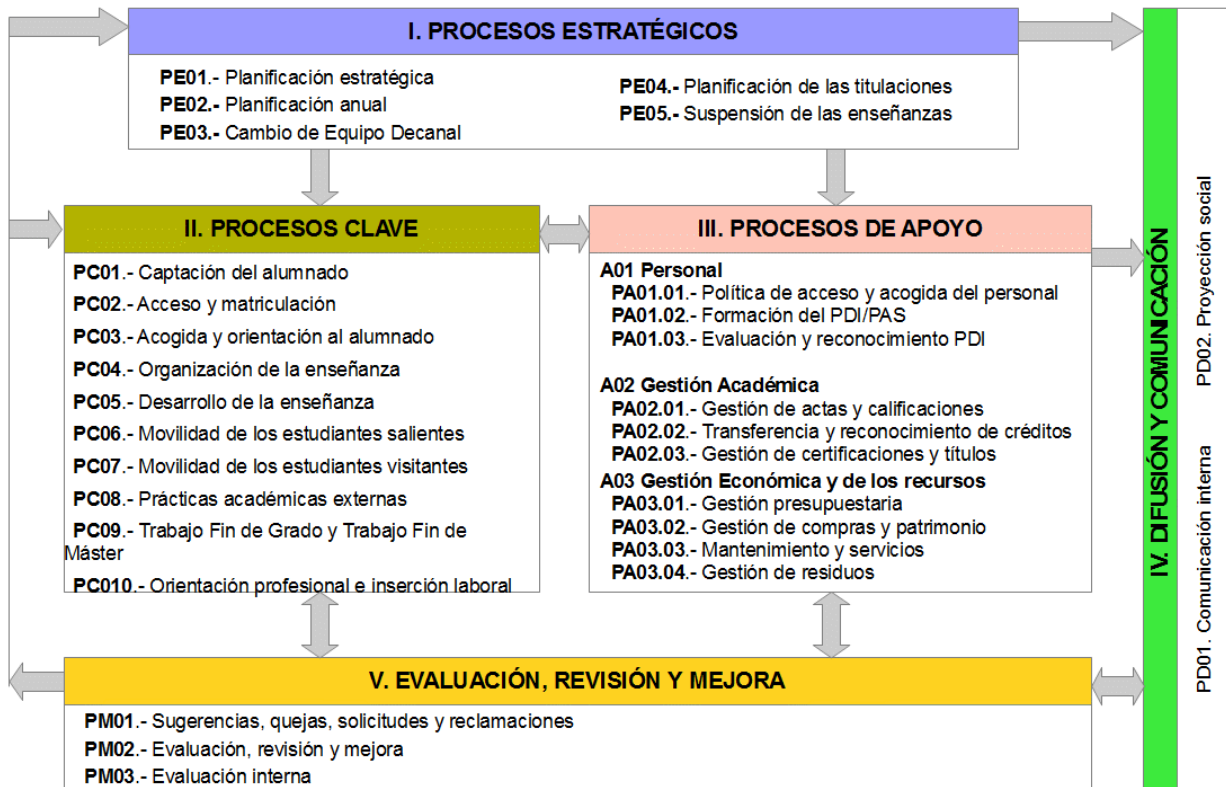 I. PROCESOS ESTRATÉGICOS
PE01.- Planificación estratégica
PE02.- Planificación anual
PE03.- Cambio de Equipo Decanal
PE04.- Planificación de las titulaciones
PE05.- Suspensión de las enseñanzas
II. PROCESOS CLAVE
PC01.- Captación del alumnado
PC02.- Acceso y matriculación
PC03.- Acogida y orientación al alumnado
PC04.- Organización de la enseñanza
PC05.- Desarrollo de la enseñanza
PC06.- Movilidad de los estudiantes salientes
PC07.- Movilidad de los estudiantes visitantes
PC08.- Prácticas académicas externas
PC09.- Trabajo Fin de Grado y Trabajo Fin de
Máster
PC010.- Orientación profesional e inserción laboral
III. PROCESOS DE APOYO
A01 Personal
PA01.01.- Política de acceso y acogida del personal
PA01.02.- Formación del PDI/PAS
PA01.03.- Evaluación y reconocimiento PDI
A02 Gestión Académica
PA02.01.- Gestión de actas y calificaciones
PA02.02.- Transferencia y reconocimiento de créditos
PA02.03.- Gestión de certificaciones y títulos
A03 Gestión Económica y de los recursos
PA03.01.- Gestión presupuestaria
PA03.02.- Gestión de compras y patrimonio
PA03.03.- Mantenimiento y servicios
PA03.04.- Gestión de residuos
IV. DIFUSIÓN Y COMUNICACIÓN
PD01. Comunicación interna
PD02. Proyección social
V. EVALUACIÓN, REVISIÓN Y MEJORA
PM01.- Sugerencias, quejas, solicitudes y reclamaciones
PM02.- Evaluación, revisión y mejora
PM03.- Evaluación interna